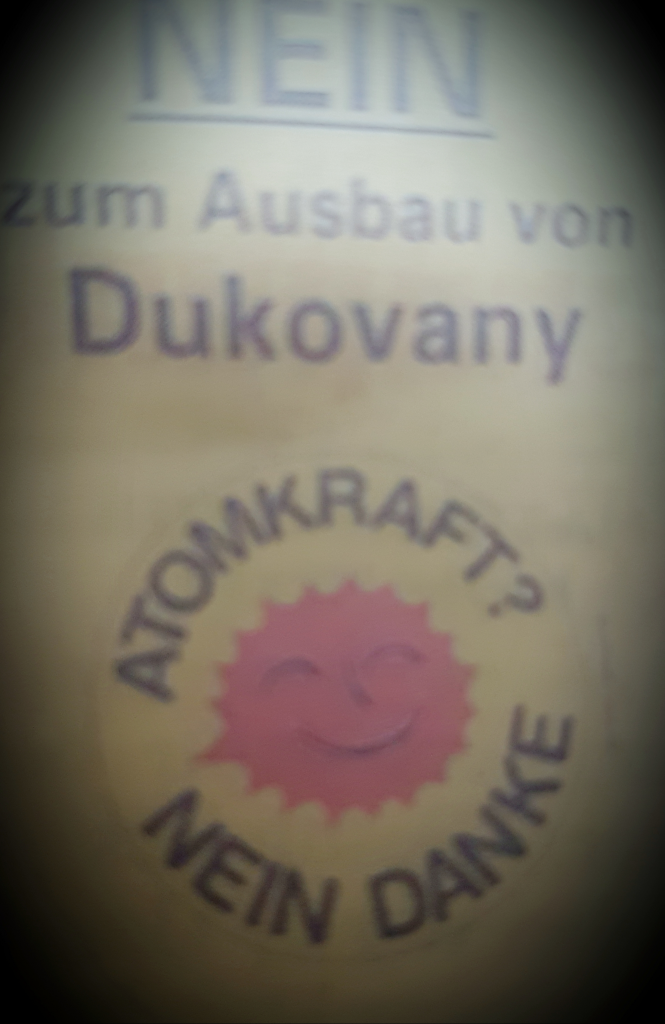 NEIN
zum Ausbau von
Dukovany
ATOMKRAFT?
NEIN DANKE